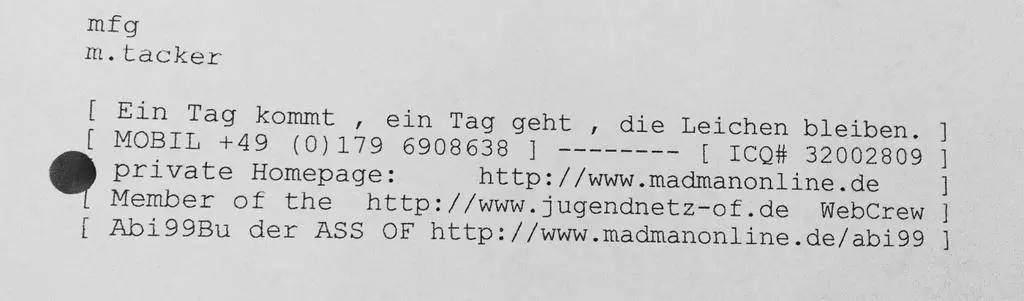 mfg
m.tacker
[ Ein Tag kommt , ein Tag geht , die Leichen bleiben. ]
[ MOBIL +49 (0)179 6908638 ] -------- [ ICQ# 32002809 ]
[ private Homepage: http://www.madmanonline.de ]
[ Member of the http://www.jugendnetz-of.de WebCrew ]
[ Abi99Bu der ASS OF http://www.madmanonline.de/abi99 ]